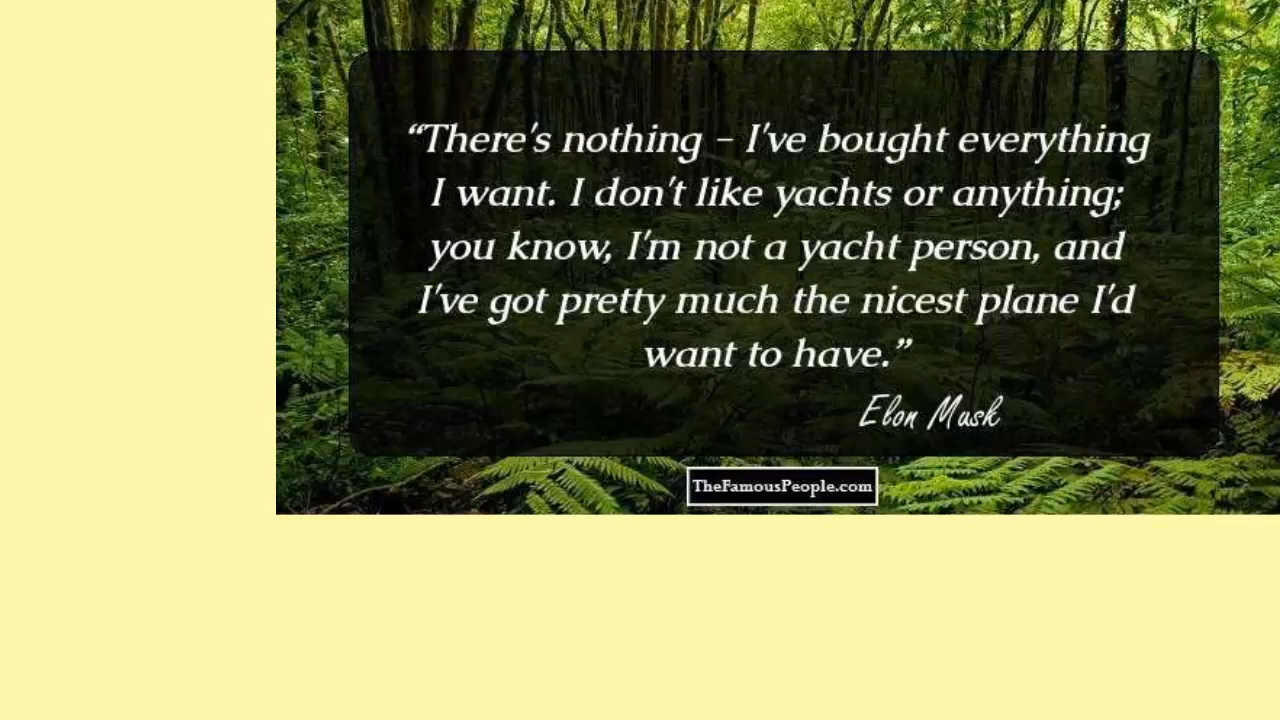 “There's nothing – I've bought everything
I want. I don't like yachts or anything;
you know, I'm not a yacht person, and
I've got pretty much the nicest plane I'd
want to have.”
Elon Musk
TheFamousPeople.com